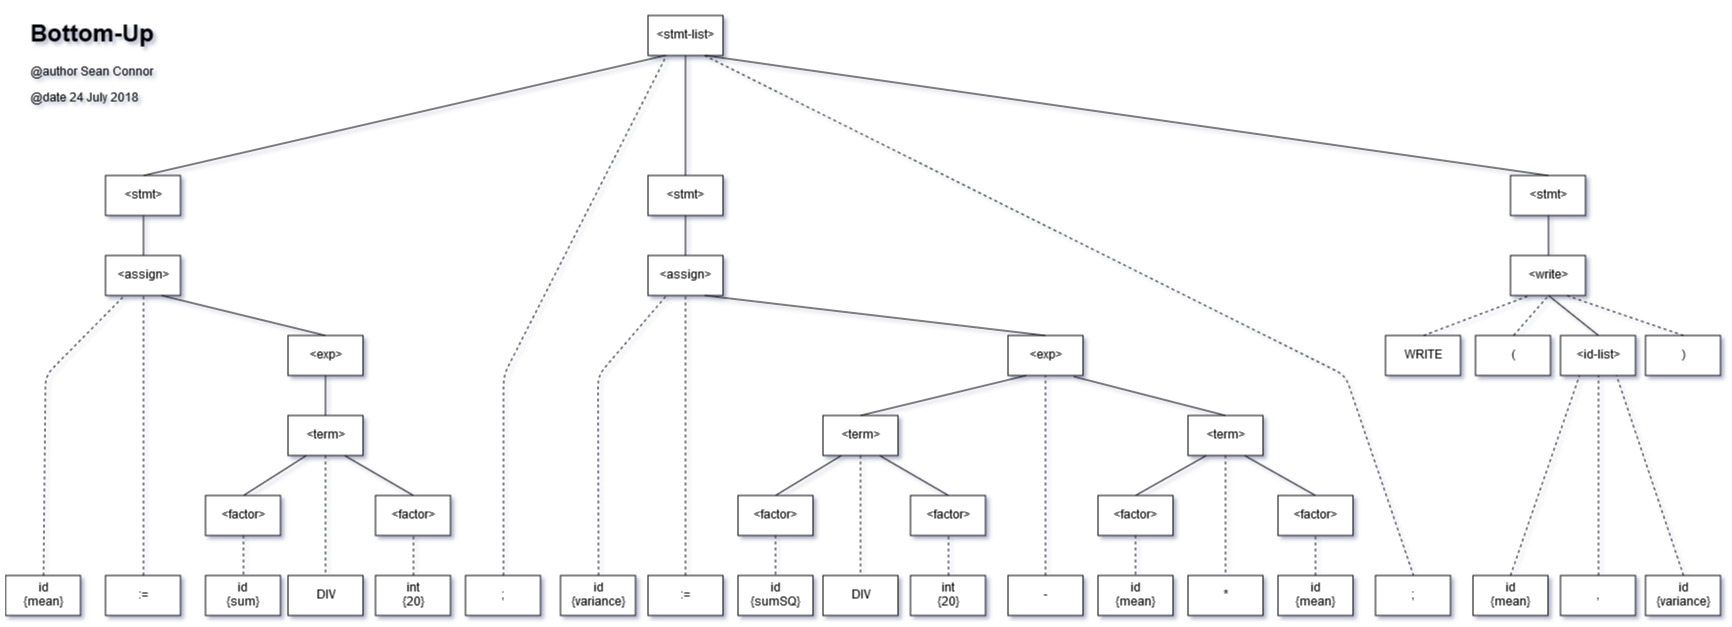 Bottom-Up
@author Sean Connor
@date 24 July 2018
<stmt-list>
<stmt>
<stmt>
<stmt>
<assign>
<assign>
<write>
<exp>
<exp>
WRITE
(
<id-list>
)
<term>
<term>
<term>
<factor>
<factor>
<factor>
<factor>
<factor>
<factor>
id
{mean}
:=
id
{sum}
DIV
int
{20}
;
id
{variance}
:=
id
{sumSQ}
DIV
int
{20}
-
id
{mean}
*
id
{mean}
;
id
{mean}
,
id
{variance}